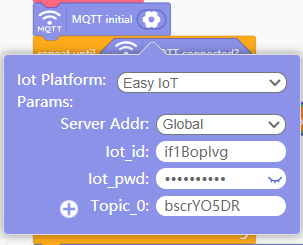 MQTT MQTT initial
repeat until MQTT connected?
Iot Platform: Easy IoT
Params:
Server Addr: Global
Iot_id: if1BopIvg
Iot_pwd: ••••••••••
Topic_0: bscrYO5DR